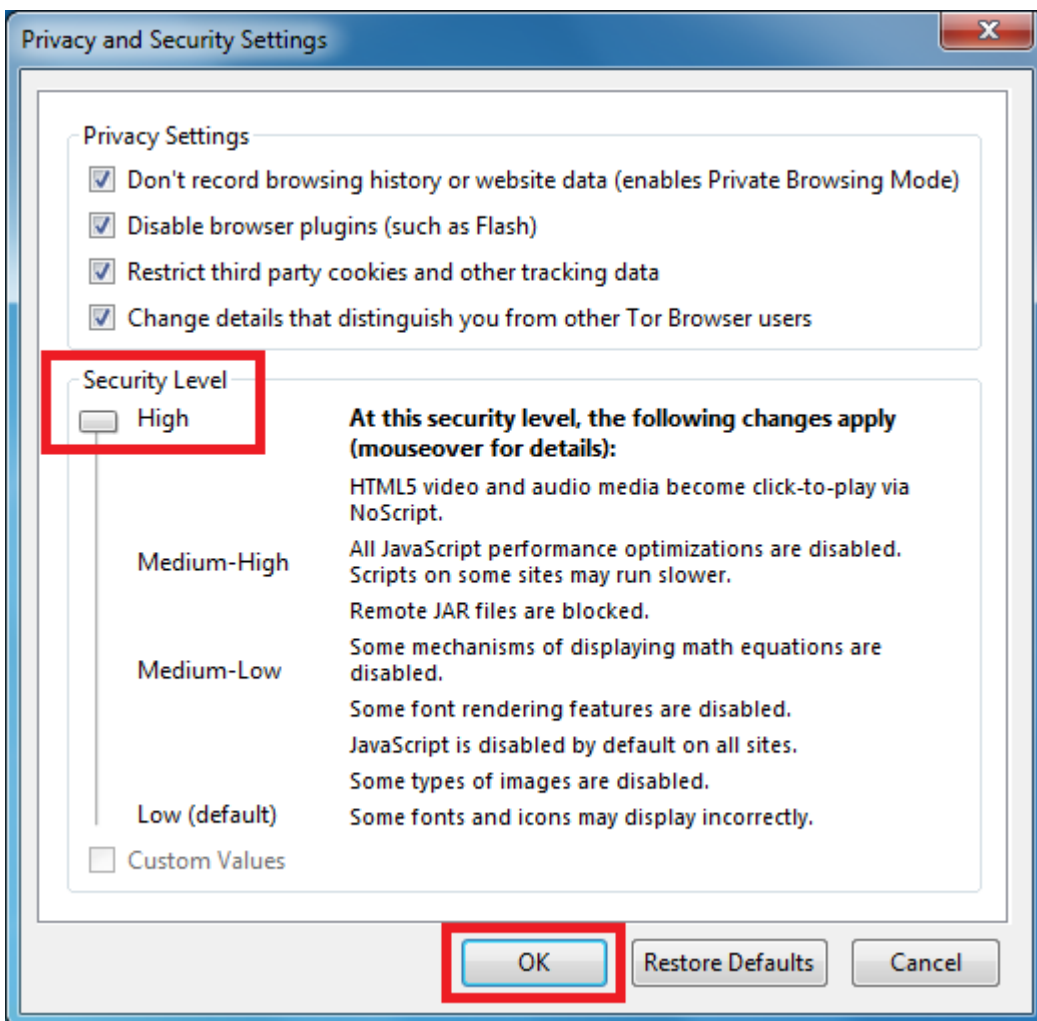 Privacy and Security Settings
Privacy Settings
Don't record browsing history or website data (enables Private Browsing Mode)
Disable browser plugins (such as Flash)
Restrict third party cookies and other tracking data
Change details that distinguish you from other Tor Browser users
Security Level
High
Medium-High
Medium-Low
Low (default)
At this security level, the following changes apply
(mouseover for details):
HTML5 video and audio media become click-to-play via
NoScript.
All JavaScript performance optimizations are disabled.
Scripts on some sites may run slower.
Remote JAR files are blocked.
Some mechanisms of displaying math equations are
disabled.
Some font rendering features are disabled.
JavaScript is disabled by default on all sites.
Some types of images are disabled.
Some fonts and icons may display incorrectly.
Custom Values
OK
Restore Defaults
Cancel